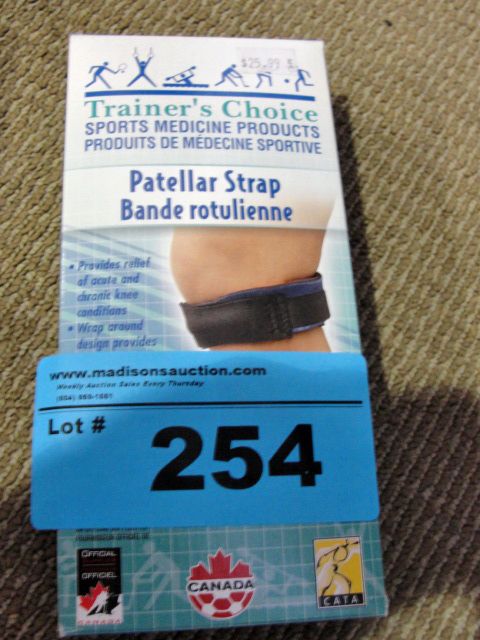 $25.99
Trainer's Choice
SPORTS MEDICINE PRODUCTS
PRODUITS DE MÉDECINE SPORTIVE
Patellar Strap
Bande rotulienne
• Provides relief
of acute and
chronic knee
conditions
• Wrap around
design provides
www.madisonsauction.com
Weekly Auction Sales Every Thursday
Lot #
254
OFFICIAL
OFFICIEL
CANADA
CANADA
CATA